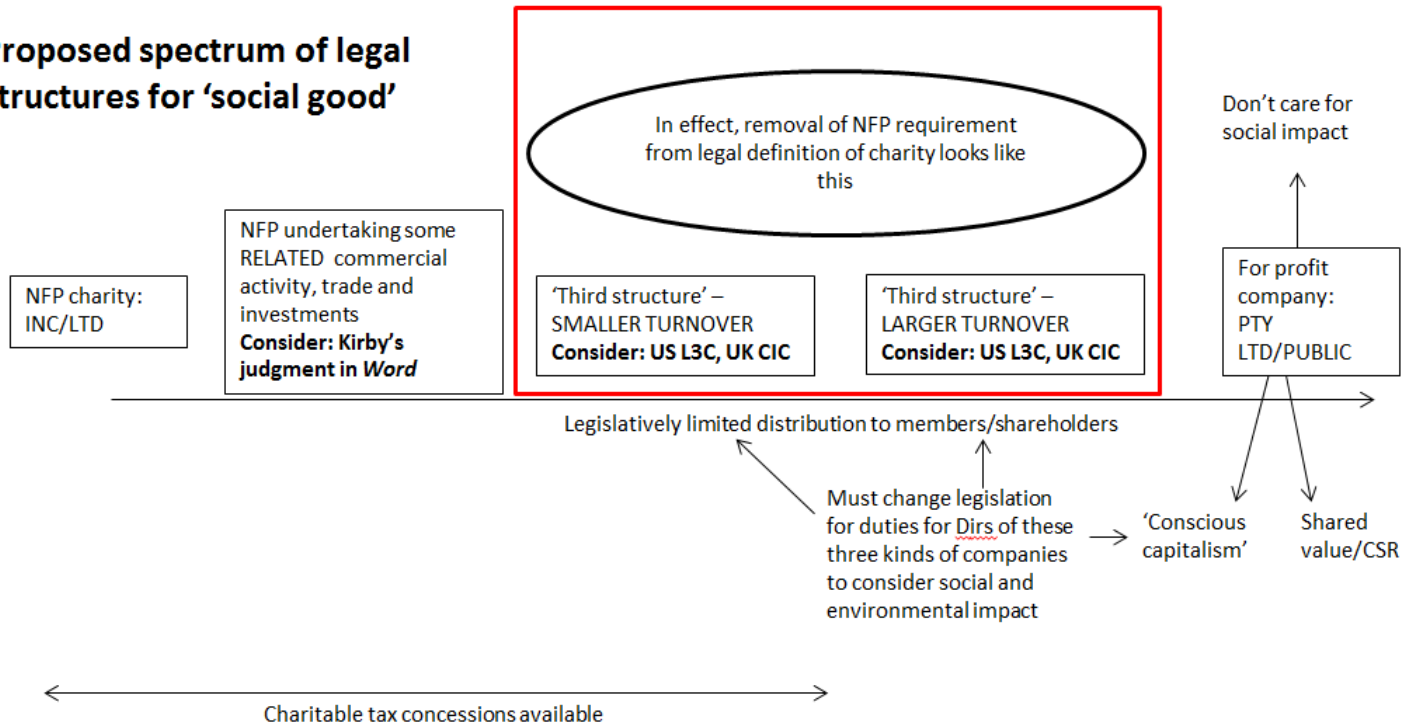 roposed spectrum of legal
tructures for ‘social good’
In effect, removal of NFP requirement
from legal definition of charity looks like
this
Don’t care for
social impact
NFP charity:
INC/LTD
NFP undertaking some
RELATED commercial
activity, trade and
investments
Consider: Kirby’s
judgment in Word
‘Third structure’ –
SMALLER TURNOVER
Consider: US L3C, UK CIC
‘Third structure’ –
LARGER TURNOVER
Consider: US L3C, UK CIC
For profit
company:
PTY
LTD/PUBLIC
Legislatively limited distribution to members/shareholders
Must change legislation
for duties for Dirs of these
three kinds of companies
to consider social and
environmental impact
‘Conscious
capitalism’
Shared
value/CSR
Charitable tax concessions available